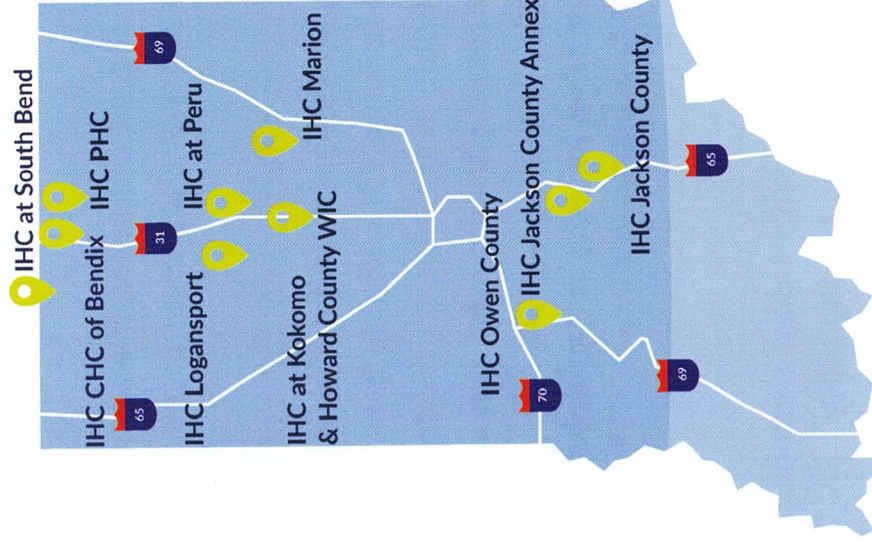 IHC at South Bend
IHC CHC of Bendix
IHC PHC
65
31
69
IHC Logansport
IHC at Peru
IHC at Kokomo
& Howard County WIC
IHC Marion
IHC Owen County
70
IHC Jackson County Annex
IHC Jackson County
69
65